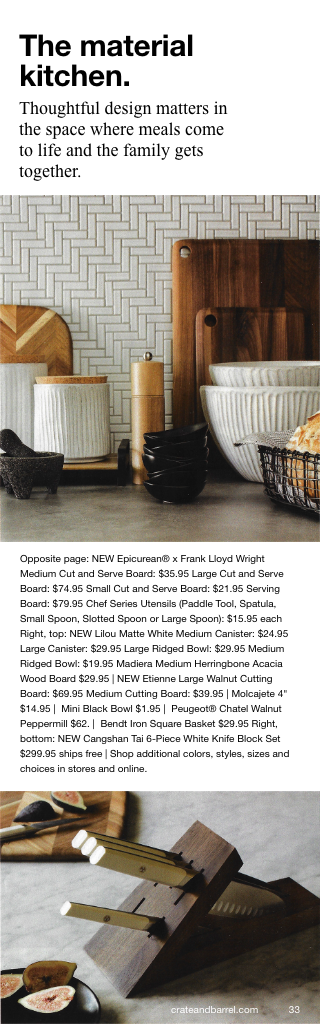 The material
kitchen.
Thoughtful design matters in
the space where meals come
to life and the family gets
together.
Opposite page: NEW Epicurean® x Frank Lloyd Wright
Medium Cut and Serve Board: $35.95 Large Cut and Serve
Board: $74.95 Small Cut and Serve Board: $21.95 Serving
Board: $79.95 Chef Series Utensils (Paddle Tool, Spatula,
Small Spoon, Slotted Spoon or Large Spoon): $15.95 each
Right, top: NEW Lilou Matte White Medium Canister: $24.95
Large Canister: $29.95 Large Ridged Bowl: $29.95 Medium
Ridged Bowl: $19.95 Madiera Medium Herringbone Acacia
Wood Board $29.95 | NEW Etienne Large Walnut Cutting
Board: $69.95 Medium Cutting Board: $39.95 | Molcajete 4"
$14.95 | Mini Black Bowl $1.95 | Peugeot® Chatel Walnut
Peppermill $62. | Bendt Iron Square Basket $29.95 Right,
bottom: NEW Cangshan Tai 6-Piece White Knife Block Set
$299.95 ships free | Shop additional colors, styles, sizes and
choices in stores and online.
crateandbarrel.com 33